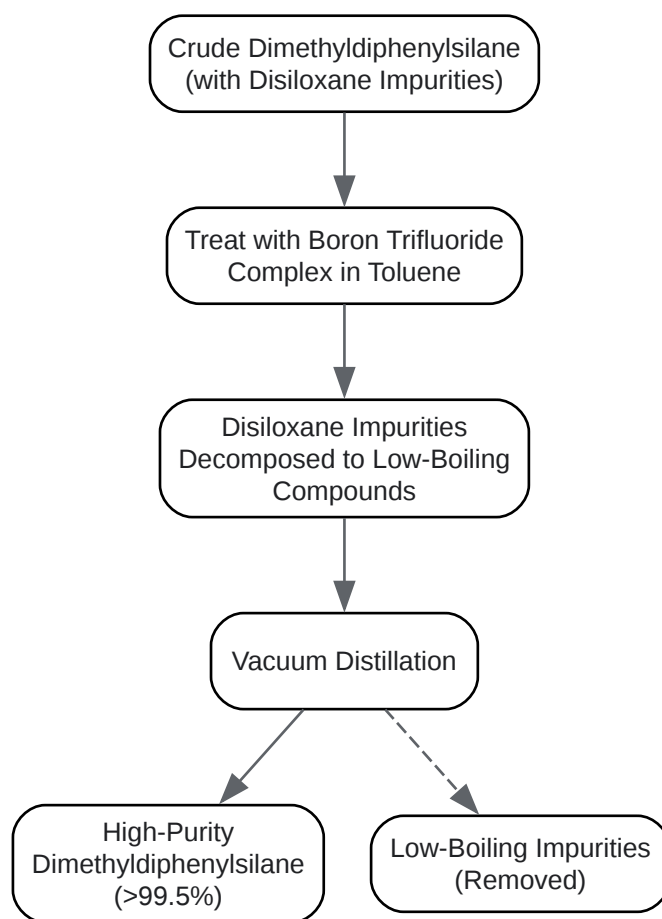 Crude Dimethyldiphenylsilane
(with Disiloxane Impurities)
Treat with Boron Trifluoride
Complex in Toluene
Disiloxane Impurities
Decomposed to Low-Boiling
Compounds
Vacuum Distillation
High-Purity
Dimethyldiphenylsilane
(>99.5%)
Low-Boiling Impurities
(Removed)